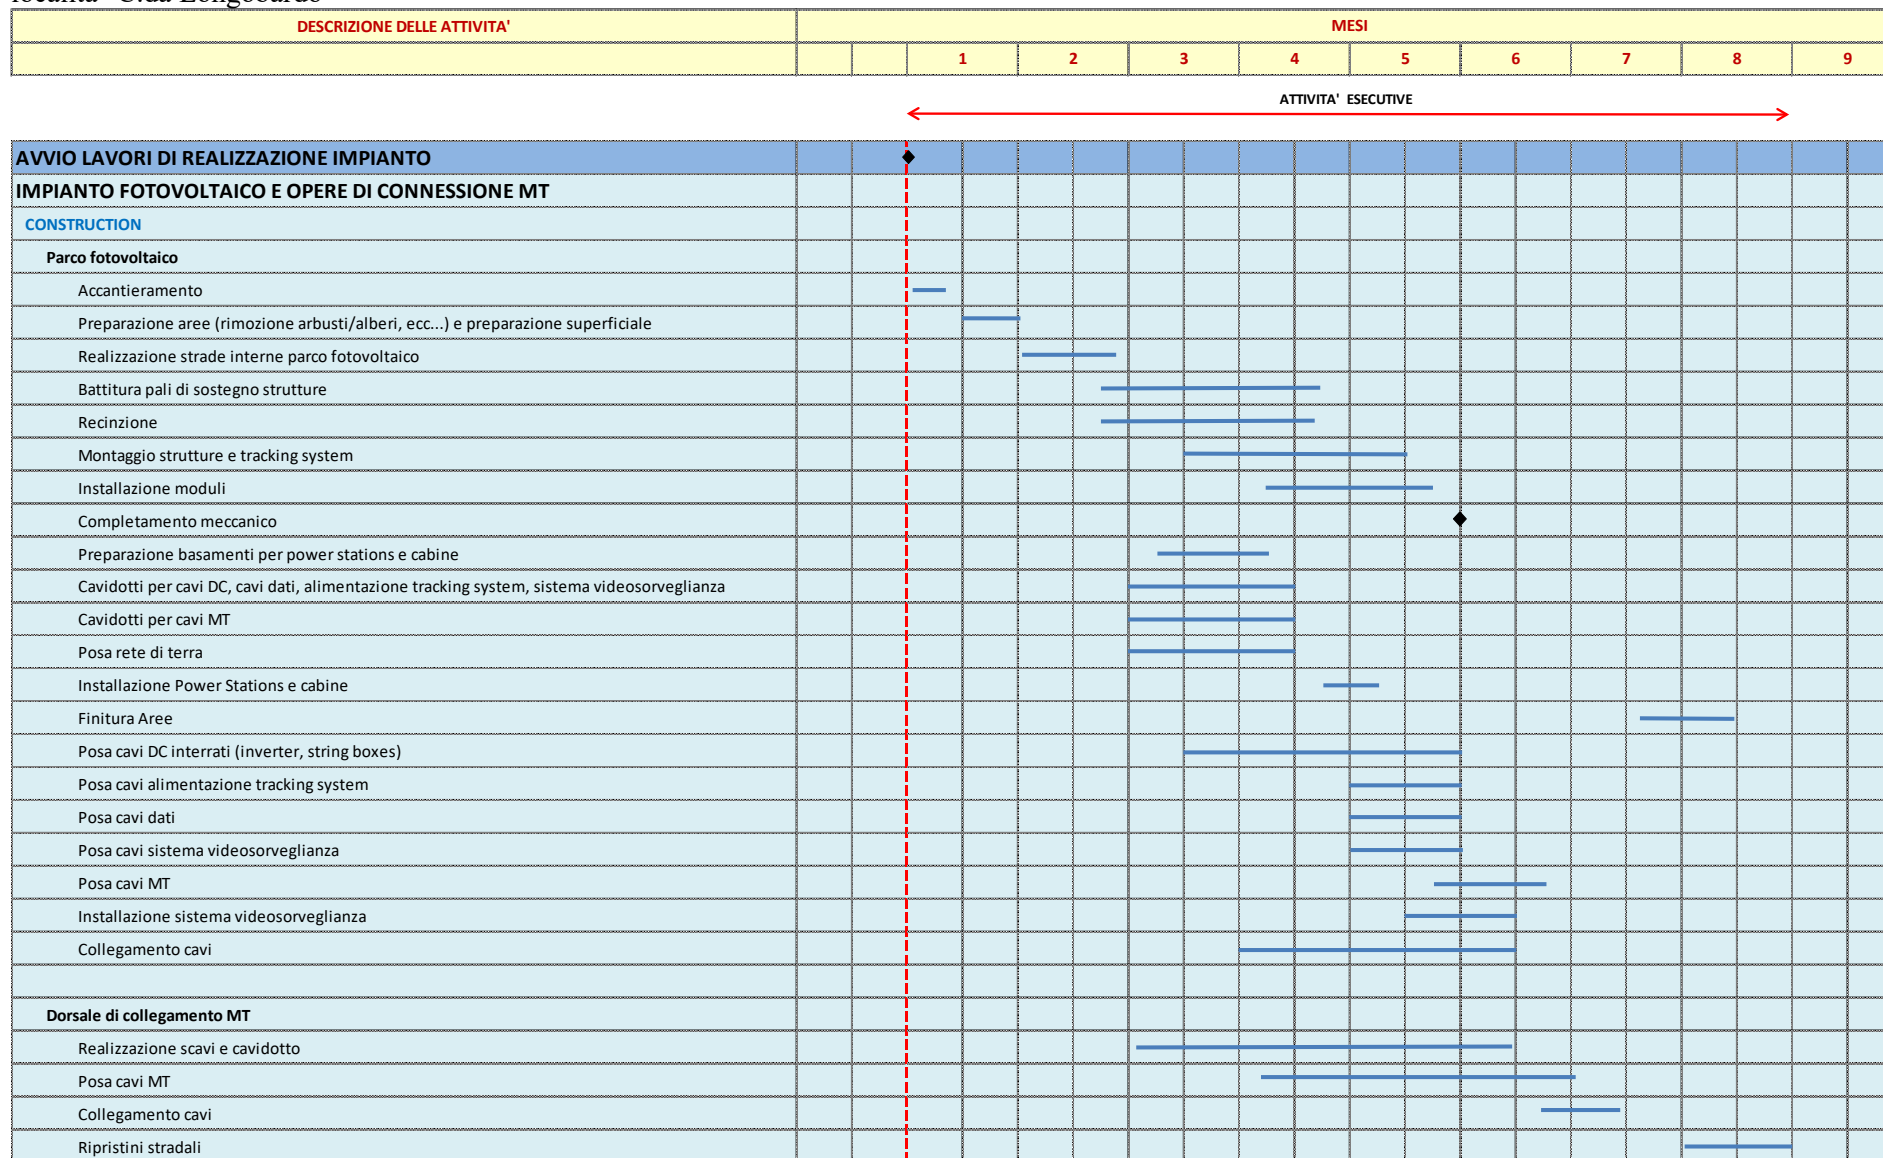 località C.da Longobardo
DESCRIZIONE DELLE ATTIVITA' MESI
1 2 3 4 5 6 7 8 9
ATTIVITA' ESECUTIVE
AVVIO LAVORI DI REALIZZAZIONE IMPIANTO
IMPIANTO FOTOVOLTAICO E OPERE DI CONNESSIONE MT
CONSTRUCTION
Parco fotovoltaico
Accantieramento
Preparazione aree (rimozione arbusti/alberi, ecc...) e preparazione superficiale
Realizzazione strade interne parco fotovoltaico
Battitura pali di sostegno strutture
Recinzione
Montaggio strutture e tracking system
Installazione moduli
Completamento meccanico
Preparazione basamenti per power stations e cabine
Cavidotti per cavi DC, cavi dati, alimentazione tracking system, sistema videosorveglianza
Cavidotti per cavi MT
Posa rete di terra
Installazione Power Stations e cabine
Finitura Aree
Posa cavi DC interrati (inverter, string boxes)
Posa cavi alimentazione tracking system
Posa cavi dati
Posa cavi sistema videosorveglianza
Posa cavi MT
Installazione sistema videosorveglianza
Collegamento cavi
Dorsale di collegamento MT
Realizzazione scavi e cavidotto
Posa cavi MT
Collegamento cavi
Ripristini stradali